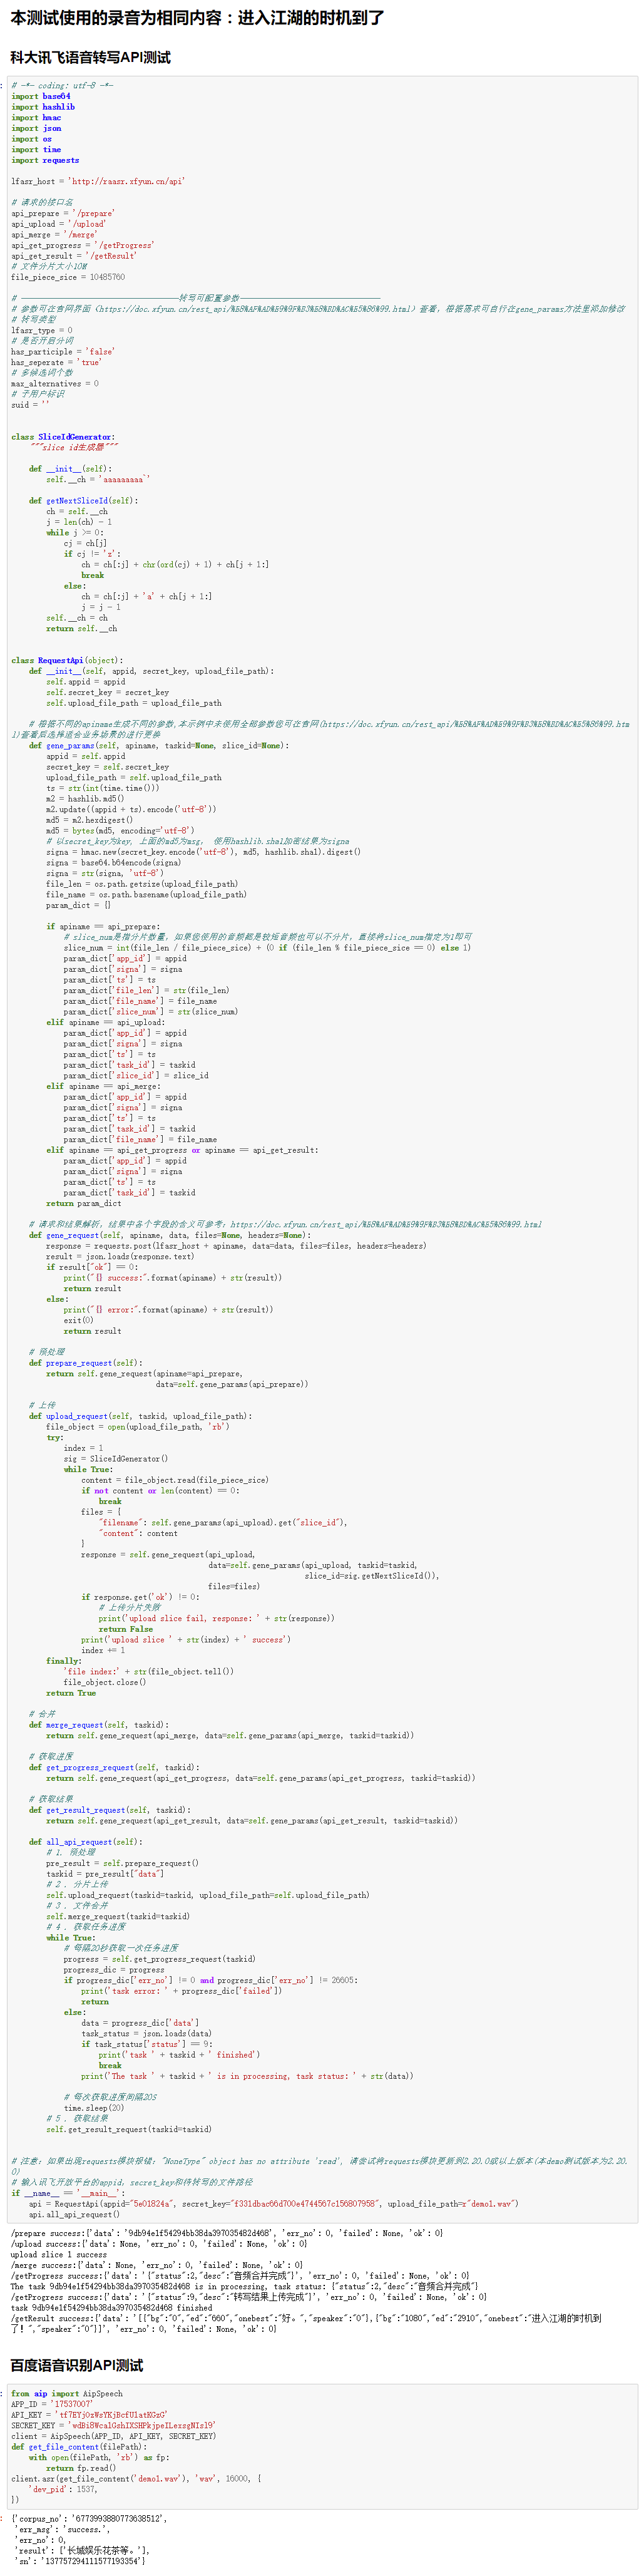 本测试使用的录音为相同内容：进入江湖的时机到了
科大讯飞语音转写API测试
# -*- coding: utf-8 -*-
import base64
import hashlib
import hmac
import json
import os
import time
import requests
lfasr_host = 'http://raasr.xfyun.cn/api'
# 请求的接口名
api_prepare = '/prepare'
api_upload = '/upload'
api_merge = '/merge'
api_get_progress = '/getProgress'
api_get_result = '/getResult'
# 文件分片大小10M
file_piece_sice = 10485760
# ——————————————————转写可配置参数————————————————
# 参数可在官网界面（https://doc.xfyun.cn/rest_api/%E8%AF%AD%E9%9F%B3%E8%BD%AC%E5%86%99.html）查看，根据需求可自行在gene_params方法里添加修改
# 转写类型
lfasr_type = 0
# 是否开启分词
has_participle = 'false'
has_seperate = 'true'
# 多候选词个数
max_alternatives = 0
# 子用户标识
suid = ''
class SliceIdGenerator:
"""slice id生成器"""
def __init__(self):
self.__ch = 'aaaaaaaaa`'
def getNextSliceId(self):
ch = self.__ch
j = len(ch) - 1
while j >= 0:
cj = ch[j]
if cj != 'z':
ch = ch[:j] + chr(ord(cj) + 1) + ch[j + 1:]
break
else:
ch = ch[:j] + 'a' + ch[j + 1:]
j = j - 1
self.__ch = ch
return self.__ch
class RequestApi(object):
def __init__(self, appid, secret_key, upload_file_path):
self.appid = appid
self.secret_key = secret_key
self.upload_file_path = upload_file_path
# 根据不同的apiname生成不同的参数,本示例中未使用全部参数您可在官网(https://doc.xfyun.cn/rest_api/%E8%AF%AD%E9%9F%B3%E8%BD%AC%E5%86%99.htm
l)查看后选择适合业务场景的进行更换
def gene_params(self, apiname, taskid=None, slice_id=None):
appid = self.appid
secret_key = self.secret_key
upload_file_path = self.upload_file_path
ts = str(int(time.time()))
m2 = hashlib.md5()
m2.update((appid + ts).encode('utf-8'))
md5 = m2.hexdigest()
md5 = bytes(md5, encoding='utf-8')
# 以secret_key为key, 上面的md5为msg， 使用hashlib.sha1加密结果为signa
signa = hmac.new(secret_key.encode('utf-8'), md5, hashlib.sha1).digest()
signa = base64.b64encode(signa)
signa = str(signa, 'utf-8')
file_len = os.path.getsize(upload_file_path)
file_name = os.path.basename(upload_file_path)
param_dict = {}
if apiname == api_prepare:
# slice_num是指分片数量，如果您使用的音频都是较短音频也可以不分片，直接将slice_num指定为1即可
slice_num = int(file_len / file_piece_sice) + (0 if (file_len % file_piece_sice == 0) else 1)
param_dict['app_id'] = appid
param_dict['signa'] = signa
param_dict['ts'] = ts
param_dict['file_len'] = str(file_len)
param_dict['file_name'] = file_name
param_dict['slice_num'] = str(slice_num)
elif apiname == api_upload:
param_dict['app_id'] = appid
param_dict['signa'] = signa
param_dict['ts'] = ts
param_dict['task_id'] = taskid
param_dict['slice_id'] = slice_id
elif apiname == api_merge:
param_dict['app_id'] = appid
param_dict['signa'] = signa
param_dict['ts'] = ts
param_dict['task_id'] = taskid
param_dict['file_name'] = file_name
elif apiname == api_get_progress or apiname == api_get_result:
param_dict['app_id'] = appid
param_dict['signa'] = signa
param_dict['ts'] = ts
param_dict['task_id'] = taskid
return param_dict
# 请求和结果解析，结果中各个字段的含义可参考：https://doc.xfyun.cn/rest_api/%E8%AF%AD%E9%9F%B3%E8%BD%AC%E5%86%99.html
def gene_request(self, apiname, data, files=None, headers=None):
response = requests.post(lfasr_host + apiname, data=data, files=files, headers=headers)
result = json.loads(response.text)
if result["ok"] == 0:
print("{} success:".format(apiname) + str(result))
return result
else:
print("{} error:".format(apiname) + str(result))
exit(0)
return result
# 预处理
def prepare_request(self):
return self.gene_request(apiname=api_prepare,
data=self.gene_params(api_prepare))
# 上传
def upload_request(self, taskid, upload_file_path):
file_object = open(upload_file_path, 'rb')
try:
index = 1
sig = SliceIdGenerator()
while True:
content = file_object.read(file_piece_sice)
if not content or len(content) == 0:
break
files = {
"filename": self.gene_params(api_upload).get("slice_id"),
"content": content
}
response = self.gene_request(api_upload,
data=self.gene_params(api_upload, taskid=taskid,
slice_id=sig.getNextSliceId()),
files=files)
if response.get('ok') != 0:
# 上传分片失败
print('upload slice fail, response: ' + str(response))
return False
print('upload slice ' + str(index) + ' success')
index += 1
finally:
'file index:' + str(file_object.tell())
file_object.close()
return True
# 合并
def merge_request(self, taskid):
return self.gene_request(api_merge, data=self.gene_params(api_merge, taskid=taskid))
# 获取进度
def get_progress_request(self, taskid):
return self.gene_request(api_get_progress, data=self.gene_params(api_get_progress, taskid=taskid))
# 获取结果
def get_result_request(self, taskid):
return self.gene_request(api_get_result, data=self.gene_params(api_get_result, taskid=taskid))
def all_api_request(self):
# 1. 预处理
pre_result = self.prepare_request()
taskid = pre_result["data"]
# 2 . 分片上传
self.upload_request(taskid=taskid, upload_file_path=self.upload_file_path)
# 3 . 文件合并
self.merge_request(taskid=taskid)
# 4 . 获取任务进度
while True:
# 每隔20秒获取一次任务进度
progress = self.get_progress_request(taskid)
progress_dic = progress
if progress_dic['err_no'] != 0 and progress_dic['err_no'] != 26605:
print('task error: ' + progress_dic['failed'])
return
else:
data = progress_dic['data']
task_status = json.loads(data)
if task_status['status'] == 9:
print('task ' + taskid + ' finished')
break
print('The task ' + taskid + ' is in processing, task status: ' + str(data))
# 每次获取进度间隔20S
time.sleep(20)
# 5 . 获取结果
self.get_result_request(taskid=taskid)
# 注意：如果出现requests模块报错："NoneType" object has no attribute 'read', 请尝试将requests模块更新到2.20.0或以上版本(本demo测试版本为2.20.
0)
# 输入讯飞开放平台的appid，secret_key和待转写的文件路径
if __name__ == '__main__':
api = RequestApi(appid="5e01824a", secret_key="f331dbac66d700e4744567c156807958", upload_file_path=r"demo1.wav")
api.all_api_request()
/prepare success:{'data': '9db94e1f54294bb38da397035482d468', 'err_no': 0, 'failed': None, 'ok': 0}
/upload success:{'data': None, 'err_no': 0, 'failed': None, 'ok': 0}
upload slice 1 success
/merge success:{'data': None, 'err_no': 0, 'failed': None, 'ok': 0}
/getProgress success:{'data': '{"status":2,"desc":"音频合并完成"}', 'err_no': 0, 'failed': None, 'ok': 0}
The task 9db94e1f54294bb38da397035482d468 is in processing, task status: {"status":2,"desc":"音频合并完成"}
/getProgress success:{'data': '{"status":9,"desc":"转写结果上传完成"}', 'err_no': 0, 'failed': None, 'ok': 0}
task 9db94e1f54294bb38da397035482d468 finished
/getResult success:{'data': '[{"bg":"0","ed":"660","onebest":"好。","speaker":"0"},{"bg":"1080","ed":"2910","onebest":"进入江湖的时机到
了！","speaker":"0"}]', 'err_no': 0, 'failed': None, 'ok': 0}
百度语音识别API测试
from aip import AipSpeech
APP_ID = '17537007'
API_KEY = 'tf7EYjOzWsYKjBcfU1atKGzG'
SECRET_KEY = 'wdBi8WcalGshIXSHPkjpeILexsgNIsl9'
client = AipSpeech(APP_ID, API_KEY, SECRET_KEY)
def get_file_content(filePath):
with open(filePath, 'rb') as fp:
return fp.read()
client.asr(get_file_content('demo1.wav'), 'wav', 16000, {
'dev_pid': 1537,
})
{'corpus_no': '6773993880773638512',
'err_msg': 'success.',
'err_no': 0,
'result': ['长城娱乐花茶等。'],
'sn': '137757294111577193354'}